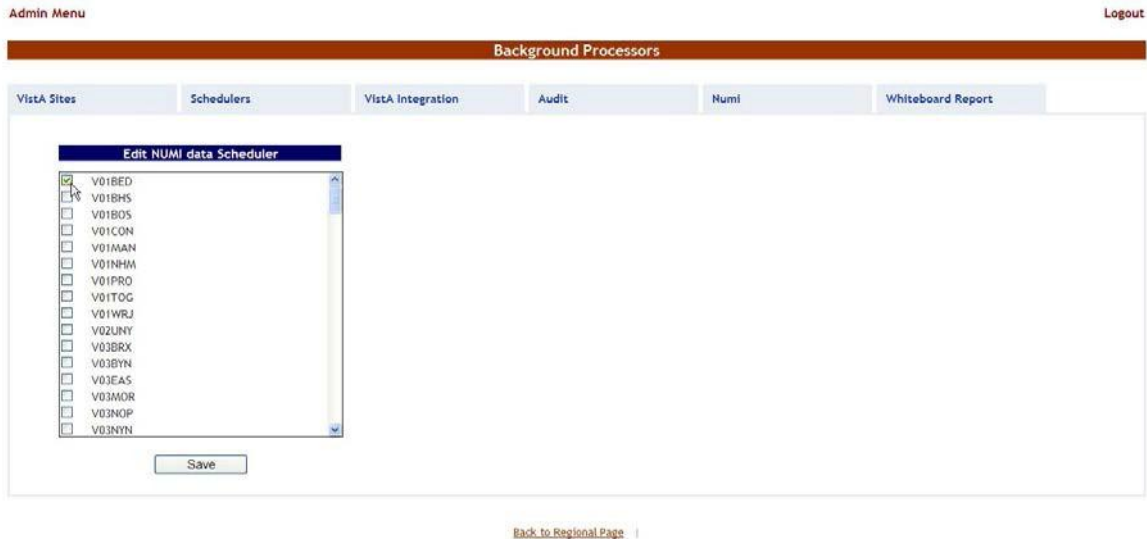 Admin Menu Logout
Background Processors
VistA Sites Schedulers VistA Integration Audit Numi Whiteboard Report
Edit NUMI data Scheduler
V01BED
V01BHS
V01BOS
V01CON
V01MAN
V01NHM
V01PRO
V01TOG
V01WRJ
V02UNY
V03BRX
V03BYN
V03EAS
V03MOR
V03NOP
V03NYN
Save
Back to Regional Page |